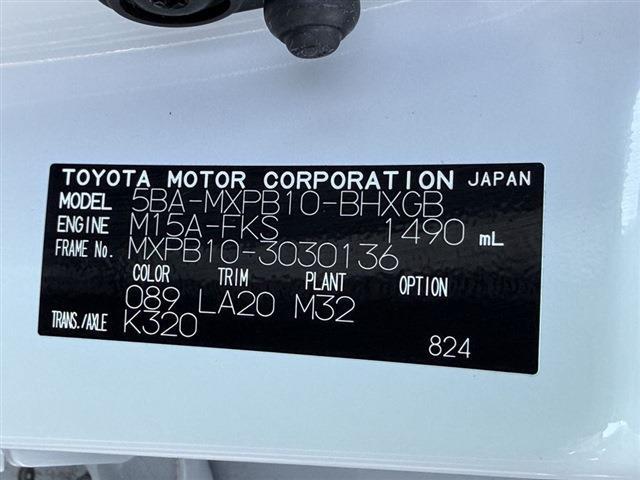 TOYOTA MOTOR CORPORATION JAPAN
MODEL 5BA-MXPB10-BHXGB
ENGINE M15A-FKS 1490 mL
FRAME No. MXPB10-3030136
COLOR TRIM PLANT OPTION
089 LA20 M32
TRANS./AXLE K320
824